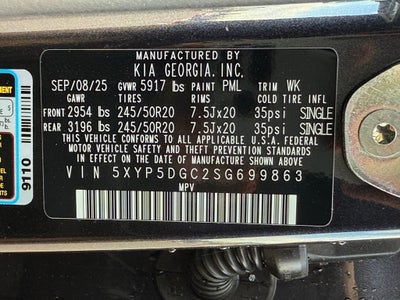 MANUFACTURED BY
KIA GEORGIA, INC.
SEP/08/25 GVWR 5917 lbs PAINT PML TRIM WK
GAWR TIRES RIMS COLD TIRE INFL
FRONT 2954 lbs 245/50R20 7.5Jx20 35psi SINGLE
REAR 3196 lbs 245/50R20 7.5Jx20 35psi SINGLE
THIS VEHICLE CONFORMS TO ALL APPLICABLE U.S.A. FEDERAL
MOTOR VEHICLE SAFETY AND THEFT PREVENTION STANDARDS
IN EFFECT ON THE DATE OF MANUFACTURE SHOWN ABOVE.
VIN 5XYP5DGC2SG699863
MPV
9110